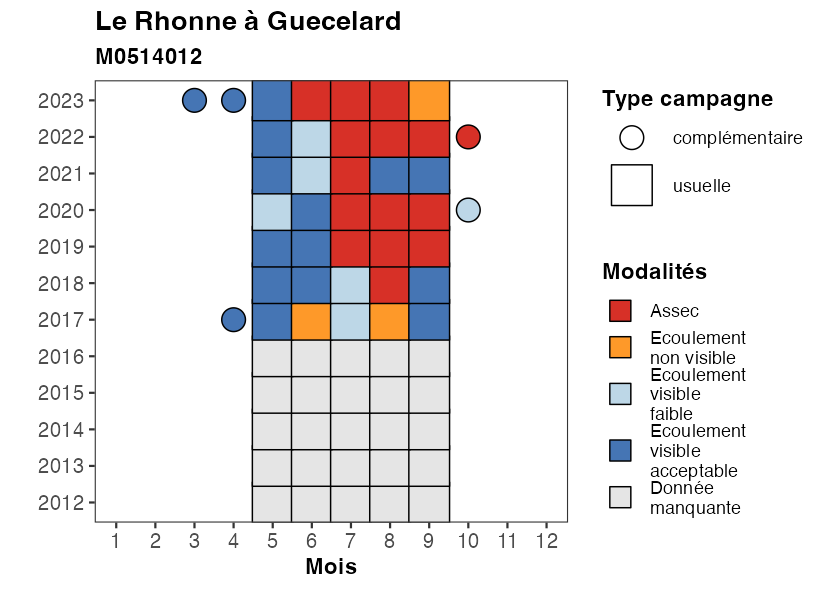 Le Rhonne à Guecelard
M0514012
2023
2022
2021
2020
2019
2018
2017
2016
2015
2014
2013
2012
1 2 3 4 5 6 7 8 9 10 11 12
Mois
Type campagne
complémentaire
usuelle
Modalités
Assec
Ecoulement
non visible
Ecoulement
visible
faible
Ecoulement
visible
acceptable
Donnée
manquante